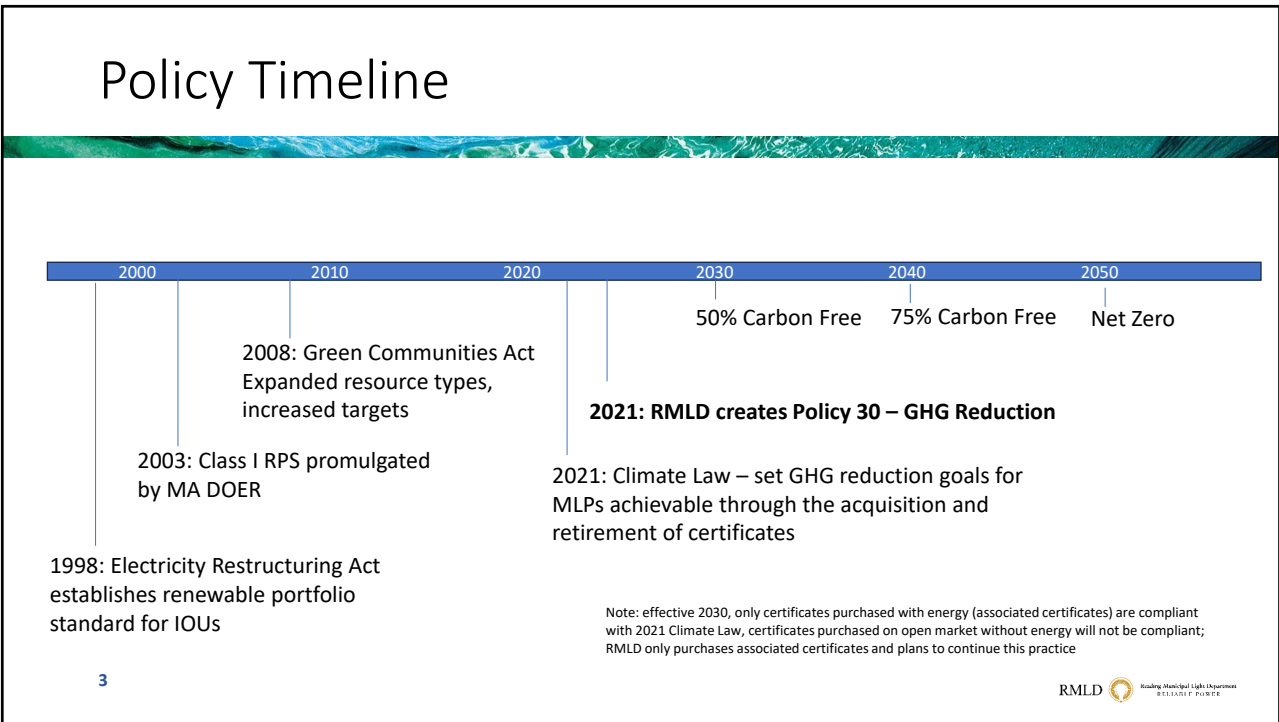 Policy Timeline
2000 2010 2020 2030 2040 2050
50% Carbon Free 75% Carbon Free Net Zero
2008: Green Communities Act
Expanded resource types,
increased targets
2021: RMLD creates Policy 30 – GHG Reduction
2003: Class I RPS promulgated
by MA DOER
2021: Climate Law – set GHG reduction goals for
MLPs achievable through the acquisition and
retirement of certificates
1998: Electricity Restructuring Act
establishes renewable portfolio
standard for IOUs
Note: effective 2030, only certificates purchased with energy (associated certificates) are compliant
with 2021 Climate Law, certificates purchased on open market without energy will not be compliant;
RMLD only purchases associated certificates and plans to continue this practice
3
RMLD
Reading Municipal Light Department
RELIABLE POWER